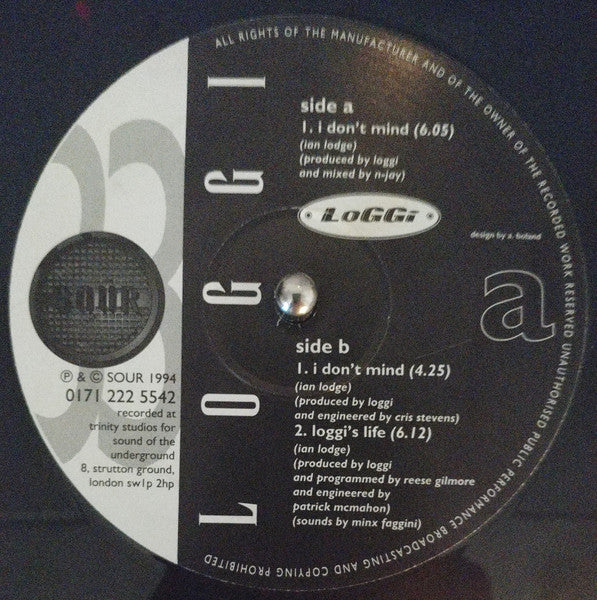 ALL RIGHTS OF THE MANUFACTURER AND OF THE OWNER OF THE RECORDED WORK RESERVED UNAUTHORISED PUBLIC PERFORMANCE BROADCASTING AND COPYING PROHIBITED
33
SOUR
LOGGI
side a
1. i don't mind (6.05)
(ian lodge)
(produced by loggi
and mixed by n-jay)
LoGGi
design by a. boland
a
side b
1. i don't mind (4.25)
(ian lodge)
(produced by loggi
and engineered by cris stevens)
2. loggi's life (6.12)
(ian lodge)
(produced by loggi
and programmed by reese gilmore
and engineered by
patrick mcmahon)
(sounds by minx faggini)
℗ & © SOUR 1994
0171 222 5542
recorded at
trinity studios for
sound of the
underground
8, strutton ground,
london sw1p 2hp